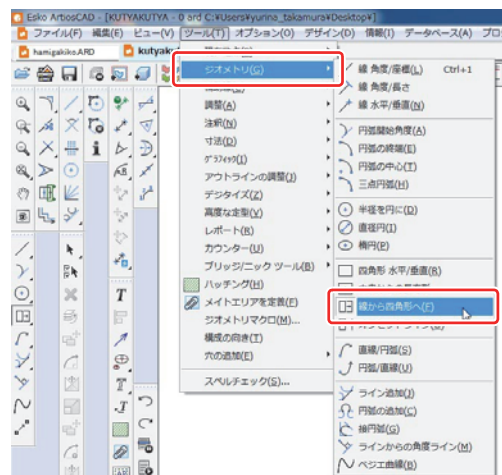 Esko ArtiosCAD - [KUTYAKUTYA - 0 ard C:¥Users¥yurina_takamura¥Desktop¥]
ファイル(F) 編集(E) ビュー(V) ツール(T) オプション(O) デザイン(D) 情報(I) データベース(A) プロ
hamigakiko.ARD
kutyak
ジオメトリ(G)
調整(A)
注釈(N)
寸法(D)
グラフィック(I)
アウトラインの調整(J)
デジタイズ(Z)
高度な定型(Y)
レポート(R)
カウンター(U)
ブリッジ/ニック ツール(B)
ハッチング(H)
メイトエリアを定義(E)
ジオメトリマクロ(M)...
構成の向き(T)
穴の追加(E)
スペルチェック(S)...
線 角度/座標(L) Ctrl+1
線 角度/長さ
線 水平/垂直(N)
円弧開始角度(A)
円弧の終端(E)
円弧の中心(T)
三点円弧(H)
半径を円に(D)
直径円(I)
楕円(P)
四角形 水平/垂直(R)
線から四角形へ(F)
直線/円弧(S)
円弧/直線(U)
ライン追加(J)
円弧の追加(C)
接円弧(G)
ラインからの角度ライン(M)
ベジエ曲線(B)